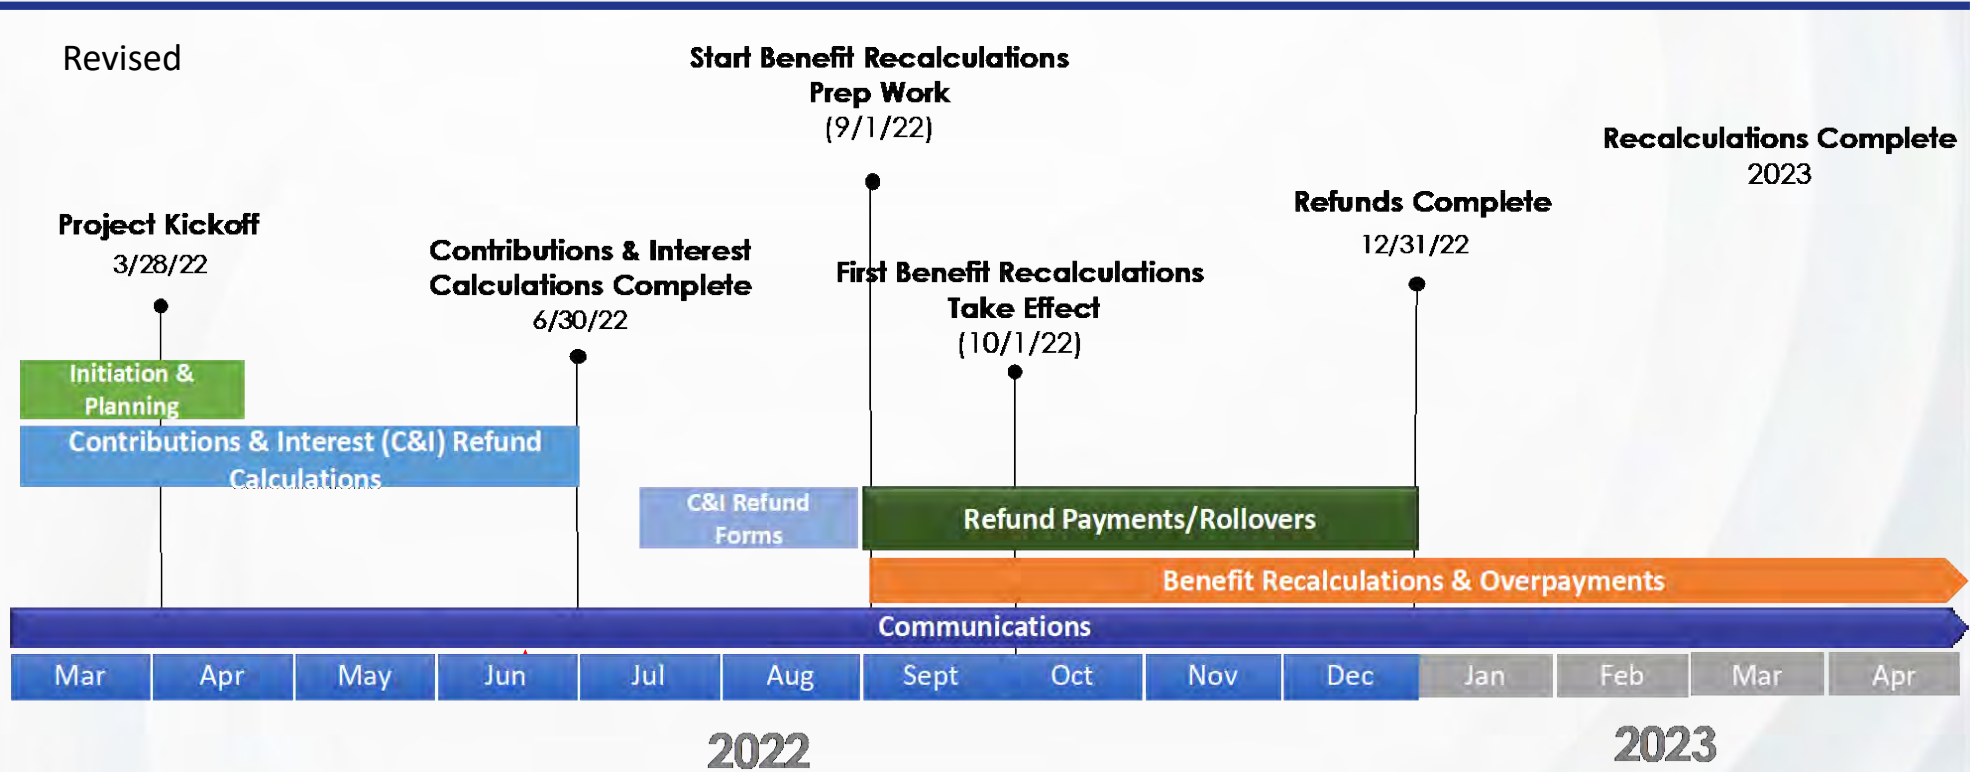 Revised
Start Benefit Recalculations
Prep Work
(9/1/22)
Recalculations Complete
2023
Refunds Complete
12/31/22
Project Kickoff
3/28/22
Contributions & Interest
Calculations Complete
6/30/22
First Benefit Recalculations
Take Effect
(10/1/22)
Initiation &
Planning
Contributions & Interest (C&I) Refund
Calculations
C&I Refund
Forms
Refund Payments/Rollovers
Benefit Recalculations & Overpayments
Communications
Mar Apr May Jun Jul Aug Sept Oct Nov Dec Jan Feb Mar Apr
2022 2023